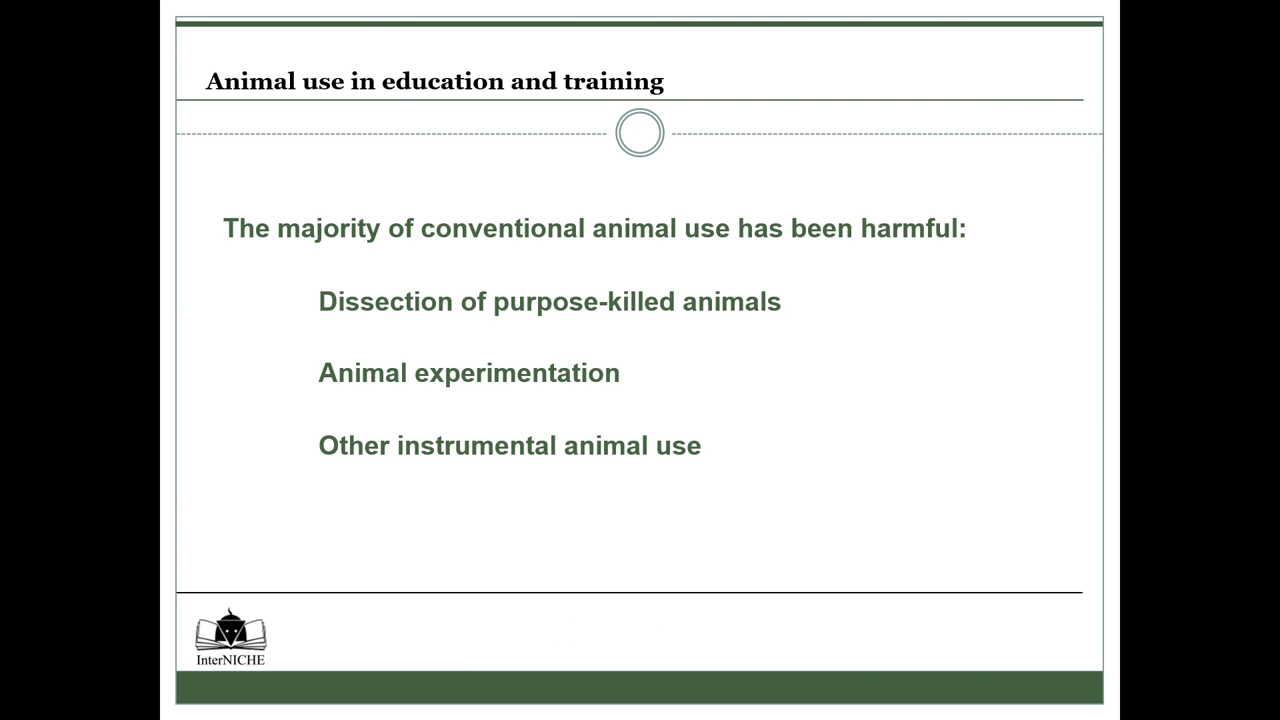 Animal use in education and training
The majority of conventional animal use has been harmful:
Dissection of purpose-killed animals
Animal experimentation
Other instrumental animal use
InterNICHE